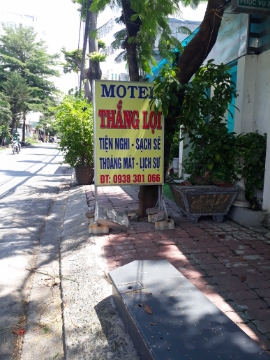 MOTEL
THẮNG LỢI
TIỆN NGHI - SẠCH SẼ
THOÁNG MÁT - LỊCH SỰ
ĐT: 0938 301 066